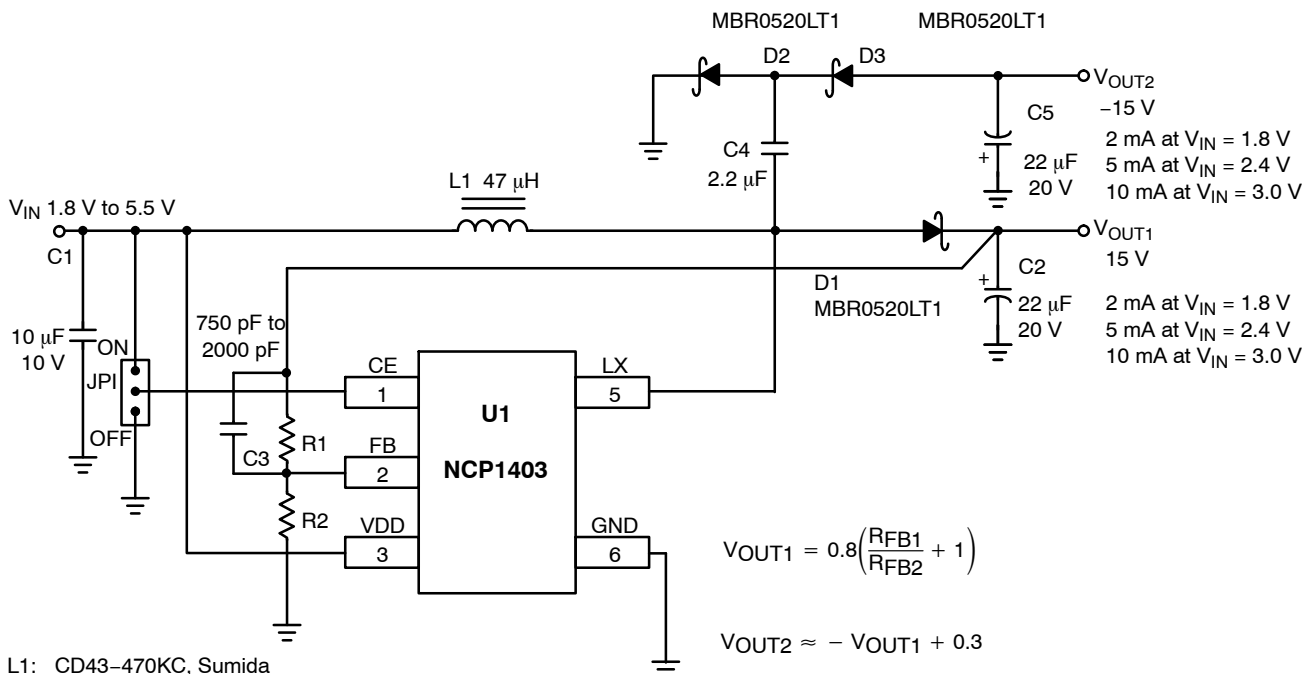 MBR0520LT1 MBR0520LT1
D2 D3
VOUT2
−15 V
C5
22 μF
20 V
+
2 mA at VIN = 1.8 V
5 mA at VIN = 2.4 V
10 mA at VIN = 3.0 V
C4
2.2 μF
L1 47 μH
VIN 1.8 V to 5.5 V
C1
10 μF
10 V
VOUT1
15 V
C2
22 μF
20 V
+
2 mA at VIN = 1.8 V
5 mA at VIN = 2.4 V
10 mA at VIN = 3.0 V
D1
MBR0520LT1
750 pF to
2000 pF
ON
JPI
OFF
CE
1
LX
5
U1
NCP1403
C3
R1
FB
2
R2
VDD
3
GND
6
VOUT1 = 0.8(RFB1/RFB2 + 1)
VOUT2 ≈ − VOUT1 + 0.3
L1: CD43−470KC, Sumida